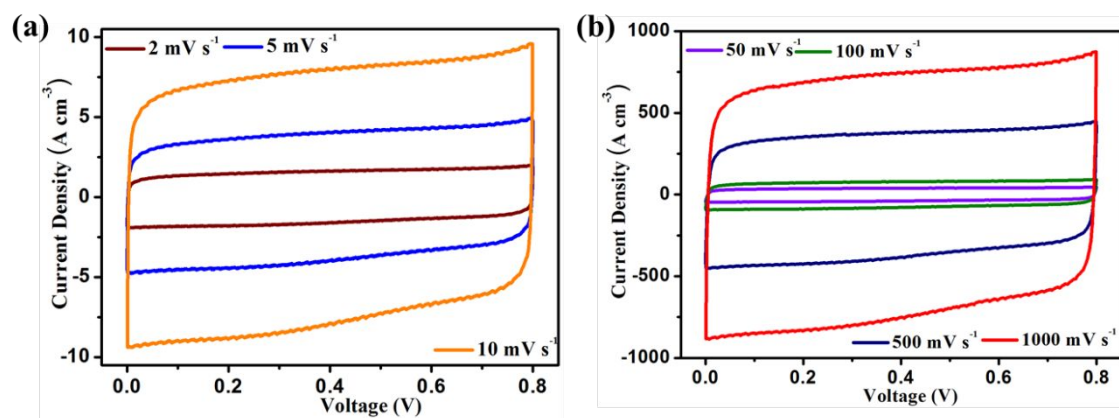 (a)
2 mV s⁻¹ 5 mV s⁻¹
10 mV s⁻¹
Current Density (A cm⁻³)
10
5
0
-5
-10
0.0 0.2 0.4 0.6 0.8
Voltage (V)
(b)
50 mV s⁻¹ 100 mV s⁻¹
500 mV s⁻¹ 1000 mV s⁻¹
Current Density (A cm⁻³)
1000
500
0
-500
-1000
0.0 0.2 0.4 0.6 0.8
Voltage (V)